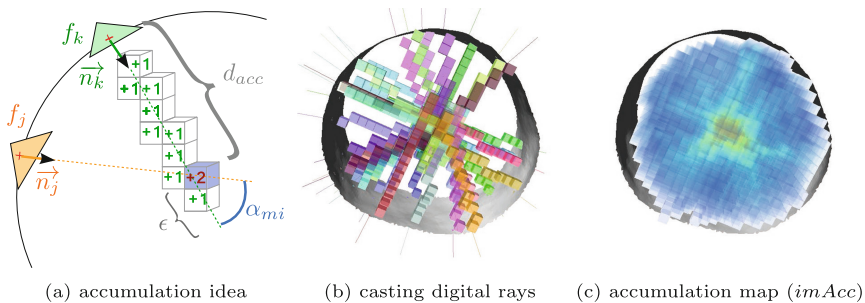 f_k
+1
n_k
+1 +1
d_acc
+1
+1 +1
f_j
+1
n_j
+1 +2
+1
α_mi
ϵ
(a) accumulation idea
(b) casting digital rays
(c) accumulation map (imAcc)